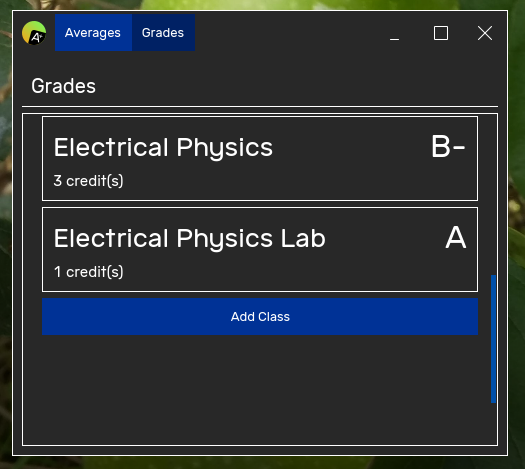 A+
Averages
Grades
Grades
Electrical Physics
B-
3 credit(s)
Electrical Physics Lab
A
1 credit(s)
Add Class